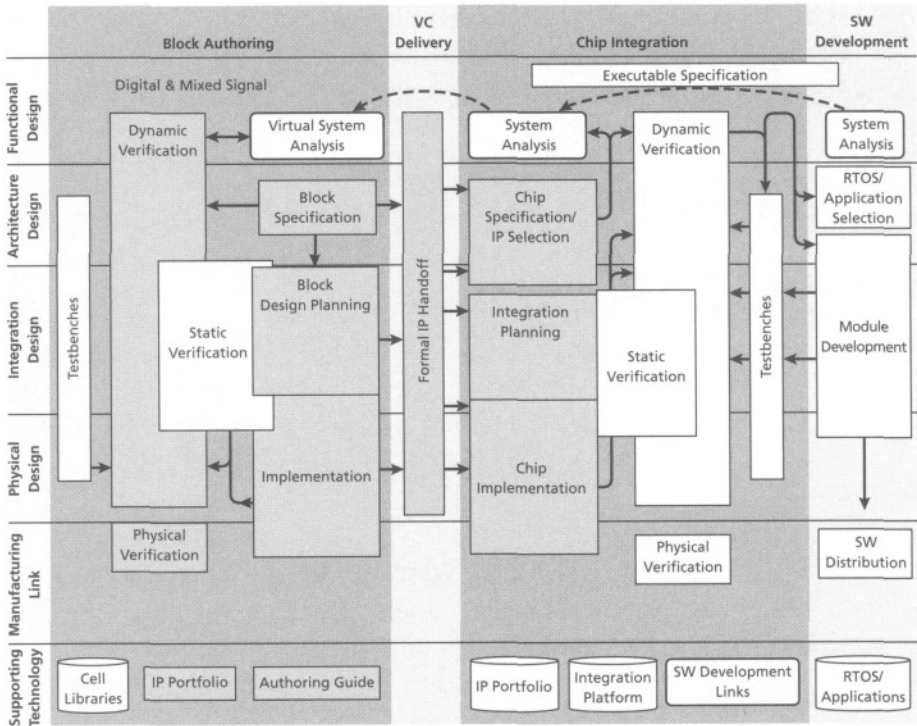 Block Authoring
VC
Delivery
Chip Integration
SW
Development
Functional
Design
Digital & Mixed Signal
Executable Specification
Dynamic
Verification
Virtual System
Analysis
System
Analysis
Dynamic
Verification
System
Analysis
Architecture
Design
Block
Specification
Chip
Specification/
IP Selection
RTOS/
Application
Selection
Integration
Design
Testbenches
Static
Verification
Block
Design Planning
Formal IP Handoff
Integration
Planning
Static
Verification
Testbenches
Module
Development
Physical
Design
Implementation
Chip
Implementation
Manufacturing
Link
Physical
Verification
Physical
Verification
SW
Distribution
Supporting
Technology
Cell
Libraries
IP Portfolio
Authoring Guide
IP Portfolio
Integration
Platform
SW Development
Links
RTOS/
Applications